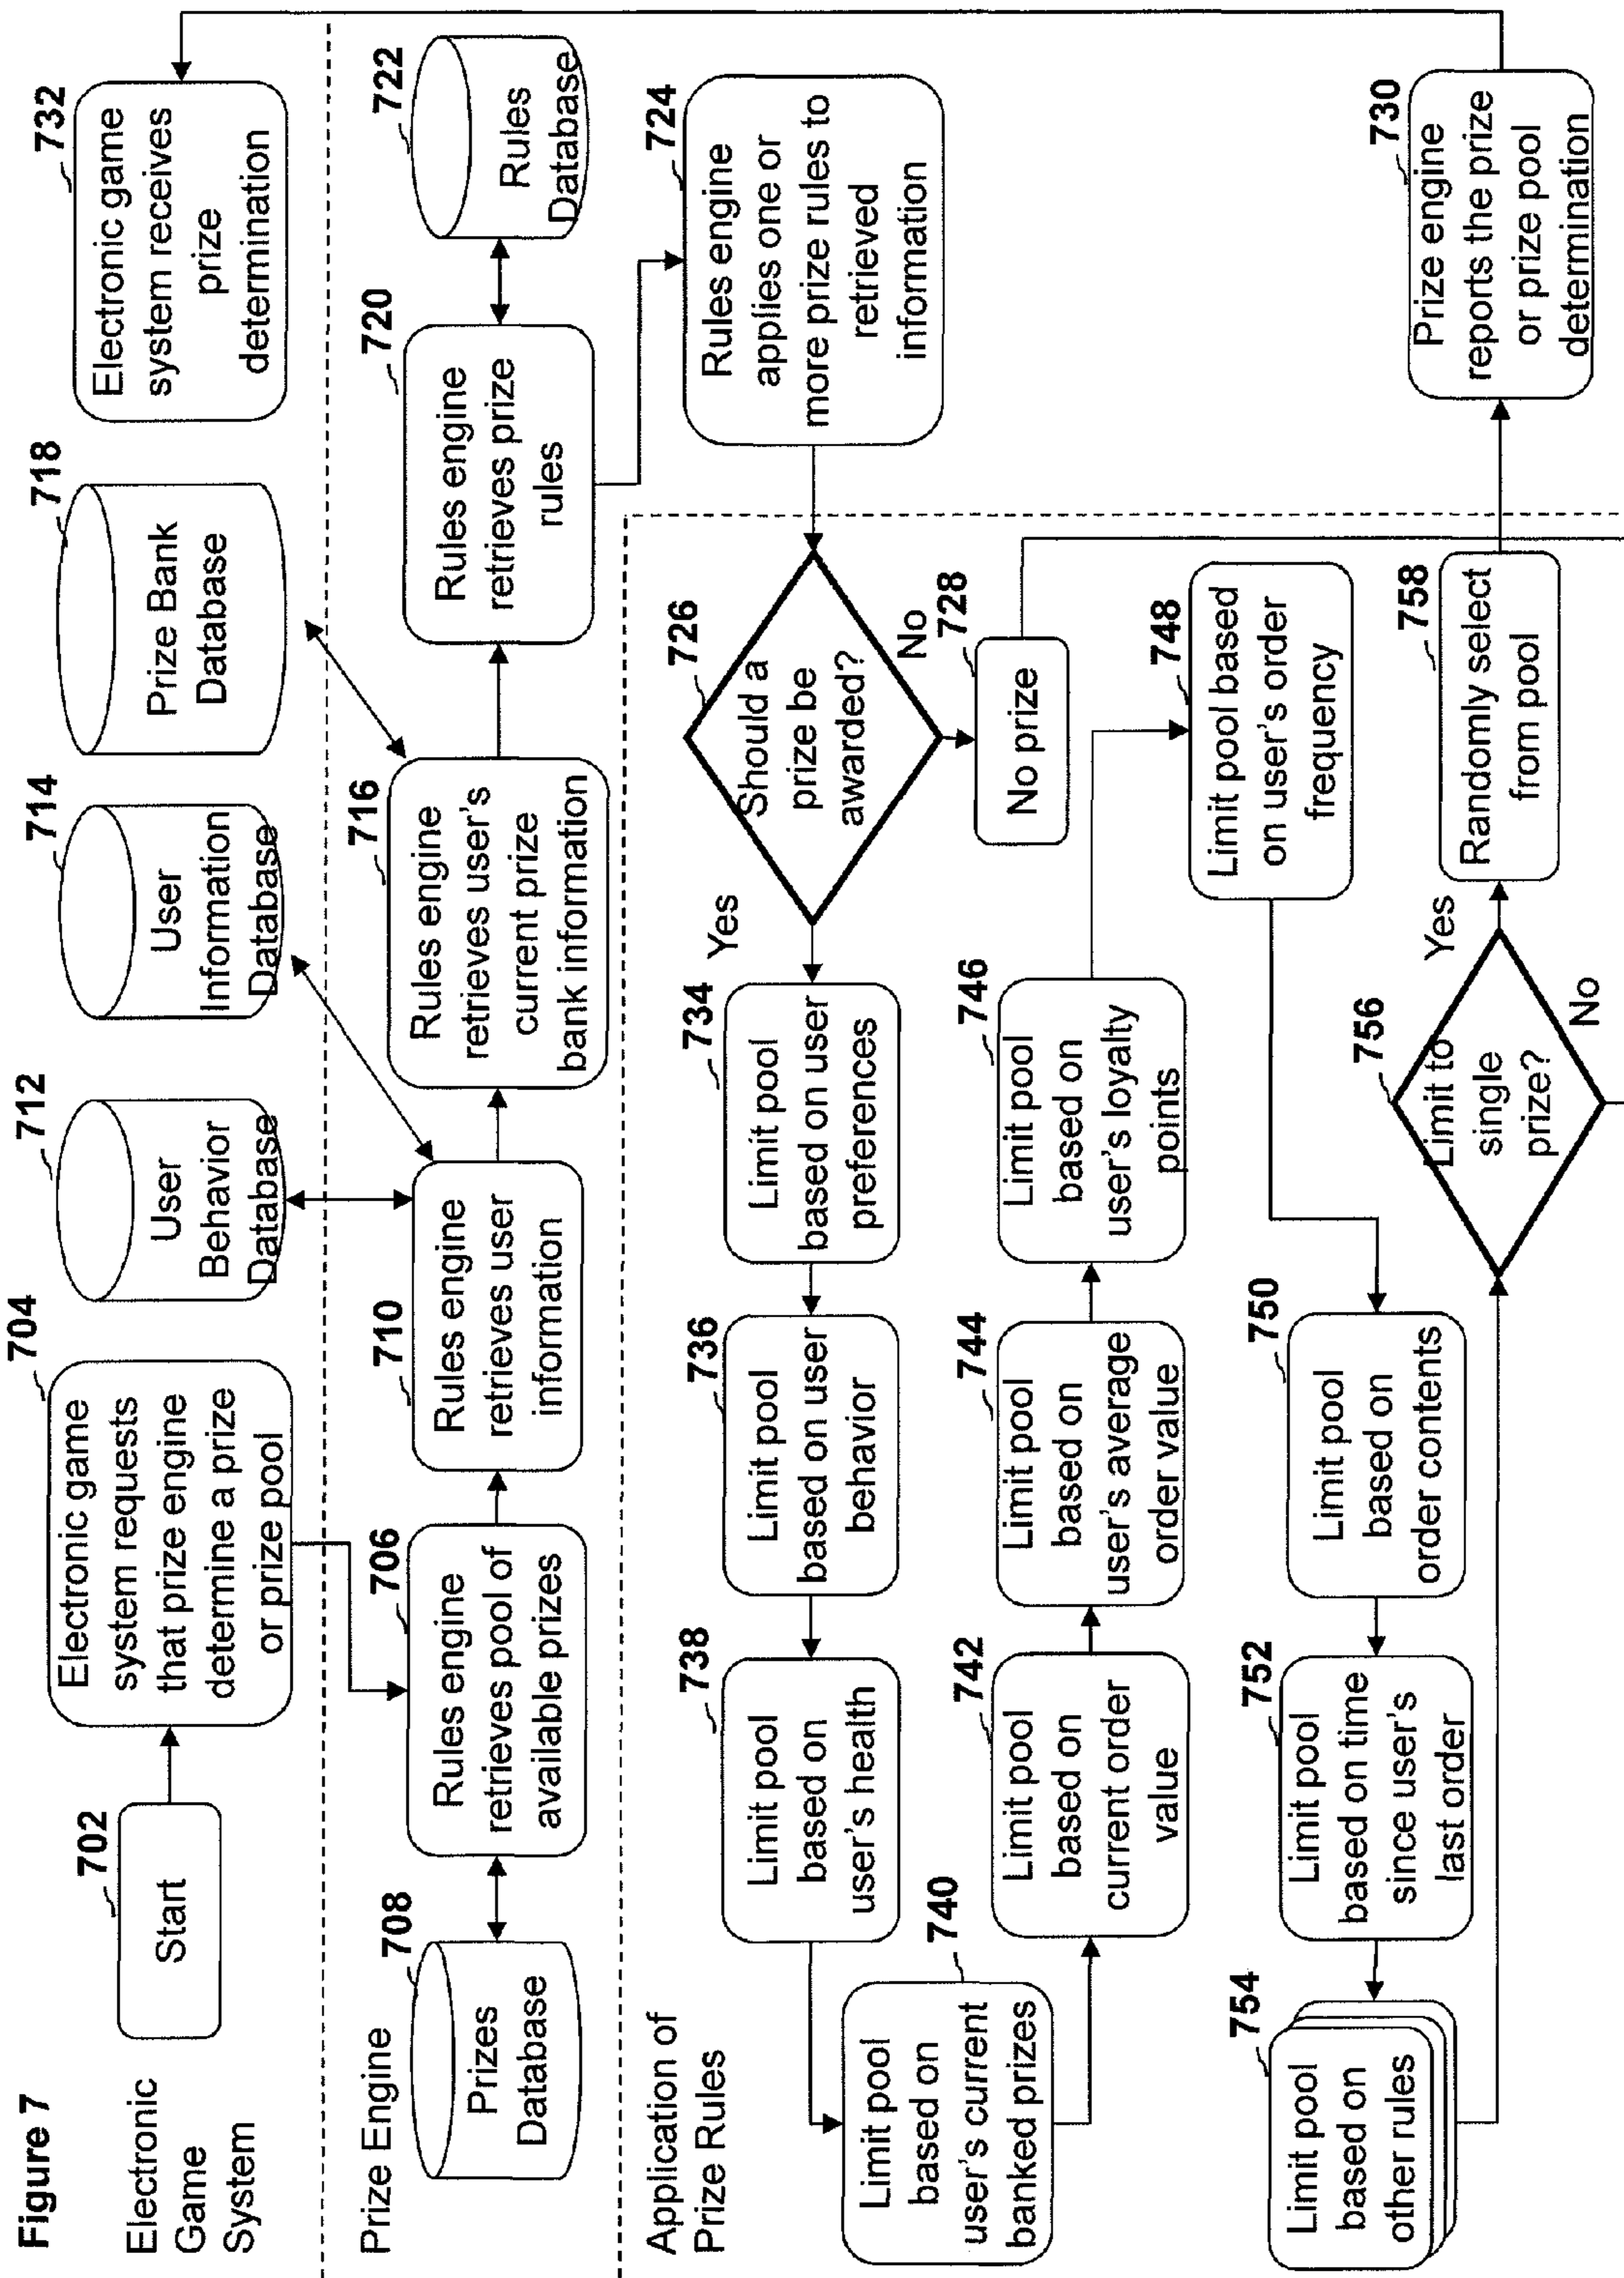 Figure 7
Electronic
Game
System
702
Start
704
Electronic game
system requests
that prize engine
determine a prize
or prize pool
712
User
Behavior
Database
714
User
Information
Database
718
Prize Bank
Database
732
Electronic game
system receives
prize
determination
Prize Engine
708
Prizes
Database
706
Rules engine
retrieves pool of
available prizes
710
Rules engine
retrieves user
information
716
Rules engine
retrieves user's
current prize
bank information
720
Rules engine
retrieves prize
rules
722
Rules
Database
724
Rules engine
applies one or
more prize rules to
retrieved
information
Application of
Prize Rules
726
Should a
prize be
awarded?
Yes
No
728
No prize
734
Limit pool
based on user
preferences
736
Limit pool
based on user
behavior
738
Limit pool
based on
user's health
740
Limit pool
based on
user's current
banked prizes
742
Limit pool
based on
current order
value
744
Limit pool
based on
user's average
order value
746
Limit pool
based on
user's loyalty
points
748
Limit pool based
on user's order
frequency
750
Limit pool
based on
order contents
752
Limit pool
based on time
since user's
last order
754
Limit pool
based on
other rules
756
Limit to
single
prize?
Yes
No
758
Randomly select
from pool
730
Prize engine
reports the prize
or prize pool
determination